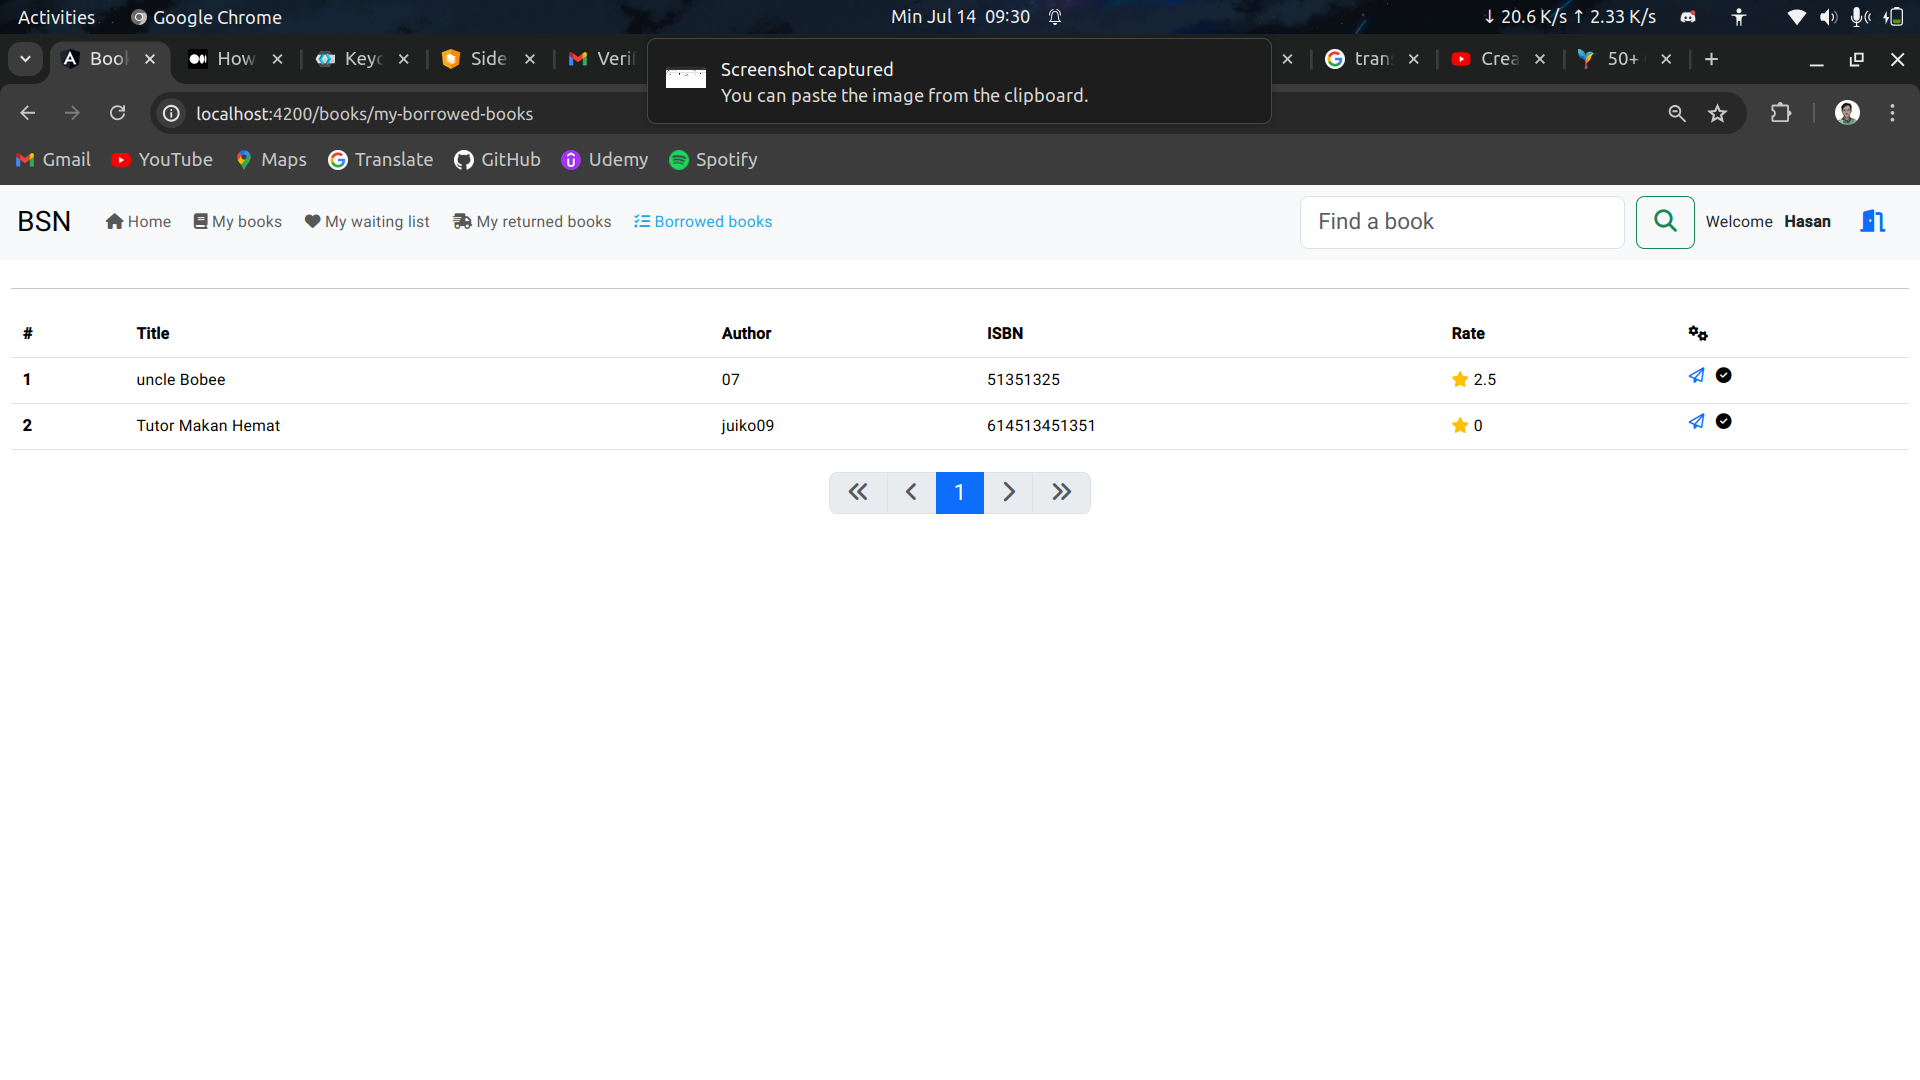 Activities Google Chrome Min Jul 14 09:30 ↓ 20.6 K/s ↑ 2.33 K/s
Book How Keyc Side Veri tran Crea 50+
Screenshot captured
You can paste the image from the clipboard.
localhost:4200/books/my-borrowed-books
Gmail YouTube Maps Translate GitHub Udemy Spotify
BSN Home My books My waiting list My returned books Borrowed books Find a book Welcome Hasan
# Title Author ISBN Rate
1 uncle Bobee 07 51351325 2.5
2 Tutor Makan Hemat juiko09 614513451351 0
« ‹ 1 › »